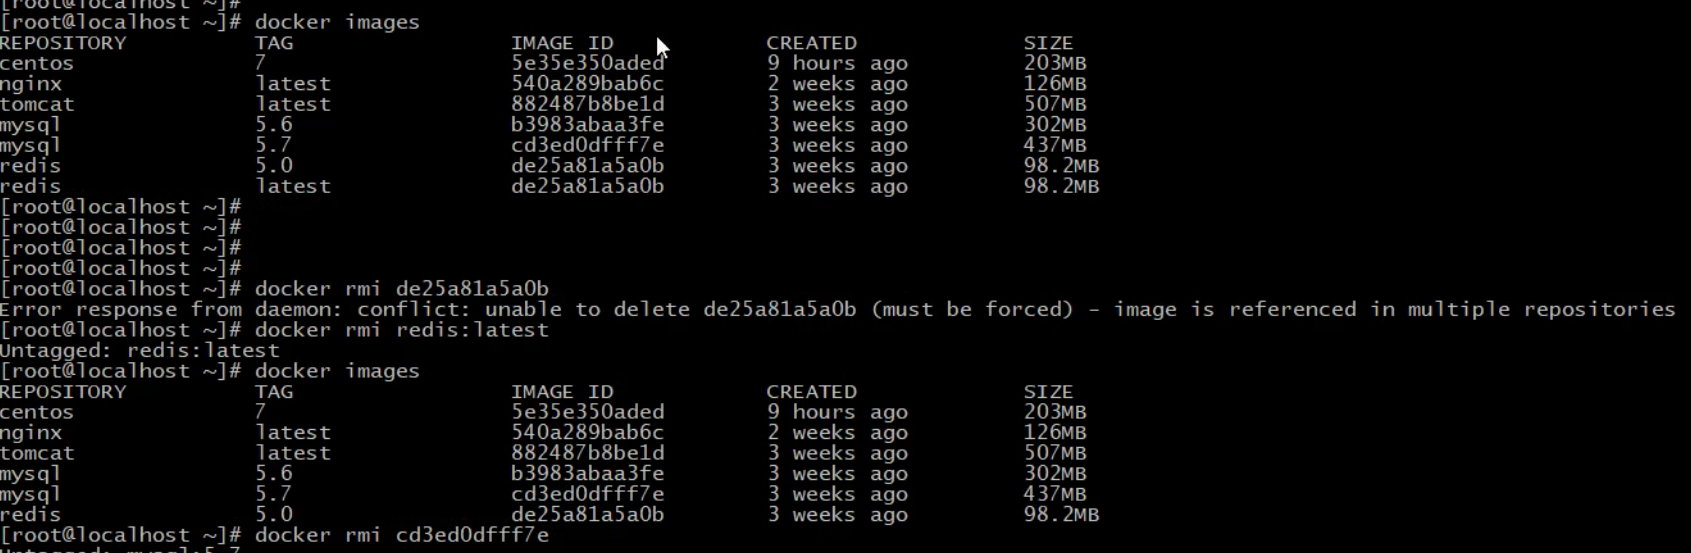 [root@localhost ~]#
[root@localhost ~]# docker images
REPOSITORY TAG IMAGE ID CREATED SIZE
centos 7 5e35e350aded 9 hours ago 203MB
nginx latest 540a289bab6c 2 weeks ago 126MB
tomcat latest 882487b8be1d 3 weeks ago 507MB
mysql 5.6 b3983abaa3fe 3 weeks ago 302MB
mysql 5.7 cd3ed0dfff7e 3 weeks ago 437MB
redis 5.0 de25a81a5a0b 3 weeks ago 98.2MB
redis latest de25a81a5a0b 3 weeks ago 98.2MB
[root@localhost ~]#
[root@localhost ~]#
[root@localhost ~]#
[root@localhost ~]#
[root@localhost ~]# docker rmi de25a81a5a0b
Error response from daemon: conflict: unable to delete de25a81a5a0b (must be forced) - image is referenced in multiple repositories
[root@localhost ~]# docker rmi redis:latest
Untagged: redis:latest
[root@localhost ~]# docker images
REPOSITORY TAG IMAGE ID CREATED SIZE
centos 7 5e35e350aded 9 hours ago 203MB
nginx latest 540a289bab6c 2 weeks ago 126MB
tomcat latest 882487b8be1d 3 weeks ago 507MB
mysql 5.6 b3983abaa3fe 3 weeks ago 302MB
mysql 5.7 cd3ed0dfff7e 3 weeks ago 437MB
redis 5.0 de25a81a5a0b 3 weeks ago 98.2MB
[root@localhost ~]# docker rmi cd3ed0dfff7e
Untagged: mysql:5.7